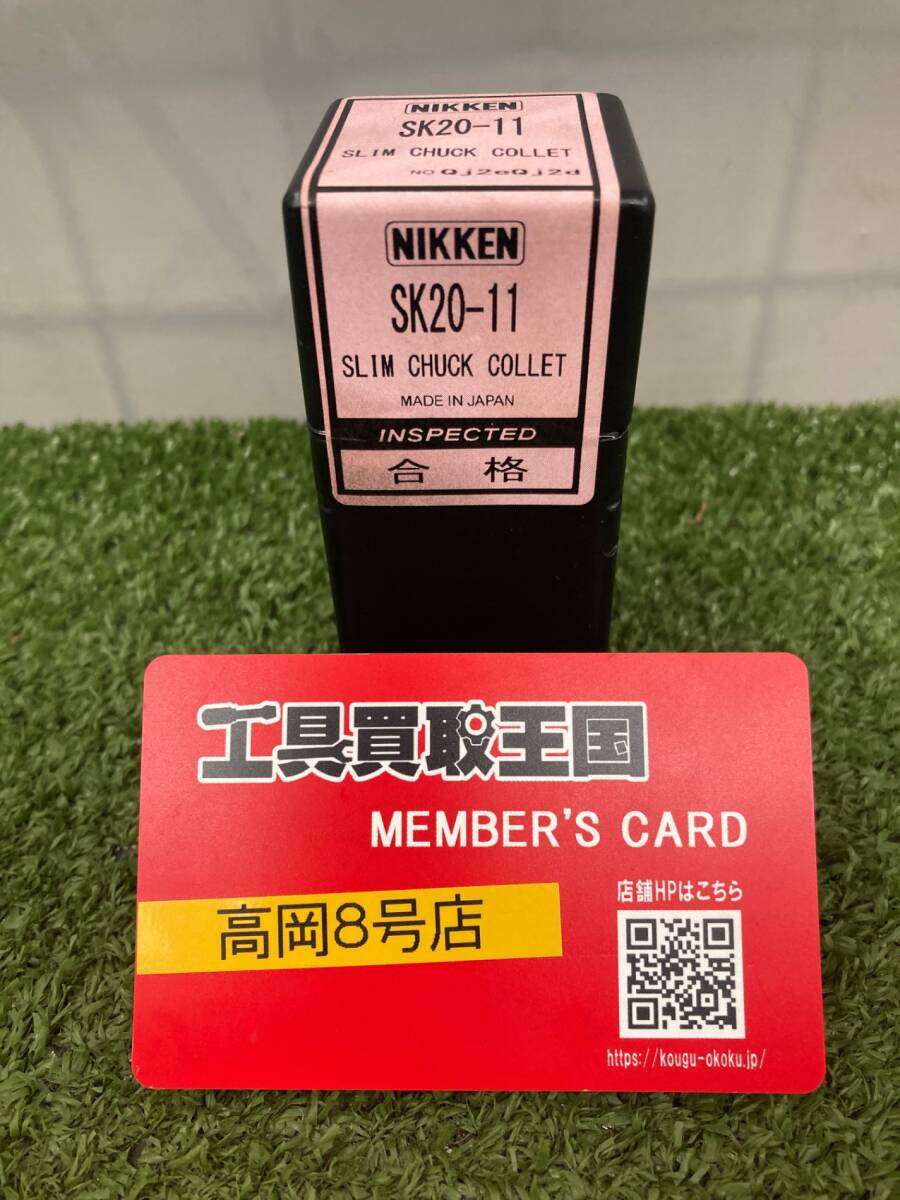 NIKKEN
SK20-11
SLIM CHUCK COLLET
NO Qj2eQj2d
NIKKEN
SK20-11
SLIM CHUCK COLLET
MADE IN JAPAN
INSPECTED
合 格
工具買取王国
MEMBER'S CARD
店舗HPはこちら
高岡8号店
https://kougu-okoku.jp/